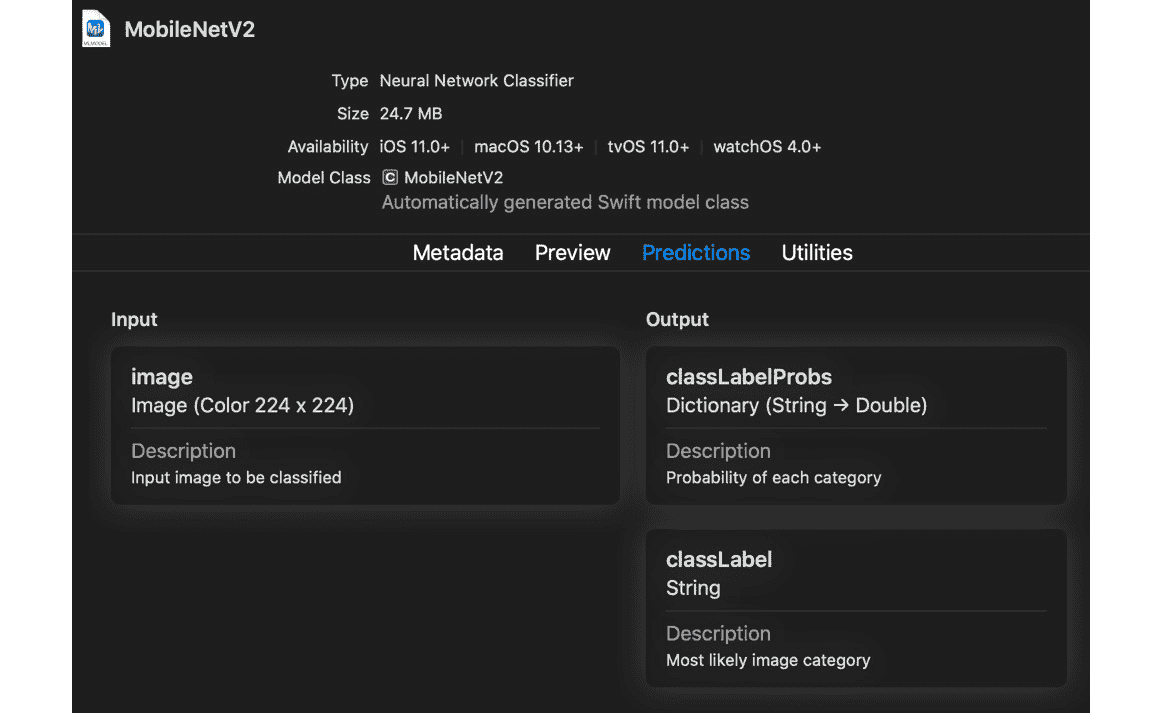 MobileNetV2
Type Neural Network Classifier
Size 24.7 MB
Availability iOS 11.0+ macOS 10.13+ tvOS 11.0+ watchOS 4.0+
Model Class C MobileNetV2
Automatically generated Swift model class
Metadata Preview Predictions Utilities
Input
image
Image (Color 224 x 224)
Description
Input image to be classified
Output
classLabelProbs
Dictionary (String → Double)
Description
Probability of each category
classLabel
String
Description
Most likely image category